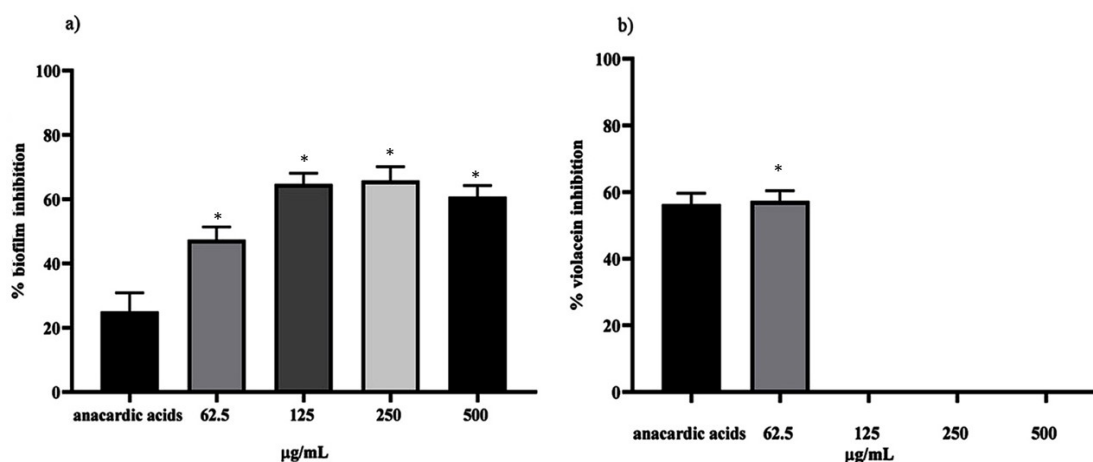 a)
% biofilm inhibition
100
80
60
40
20
0
* * * *
anacardic acids 62.5 125 250 500
µg/mL
b)
% violacein inhibition
100
80
60
40
20
0
*
anacardic acids 62.5 125 250 500
µg/mL